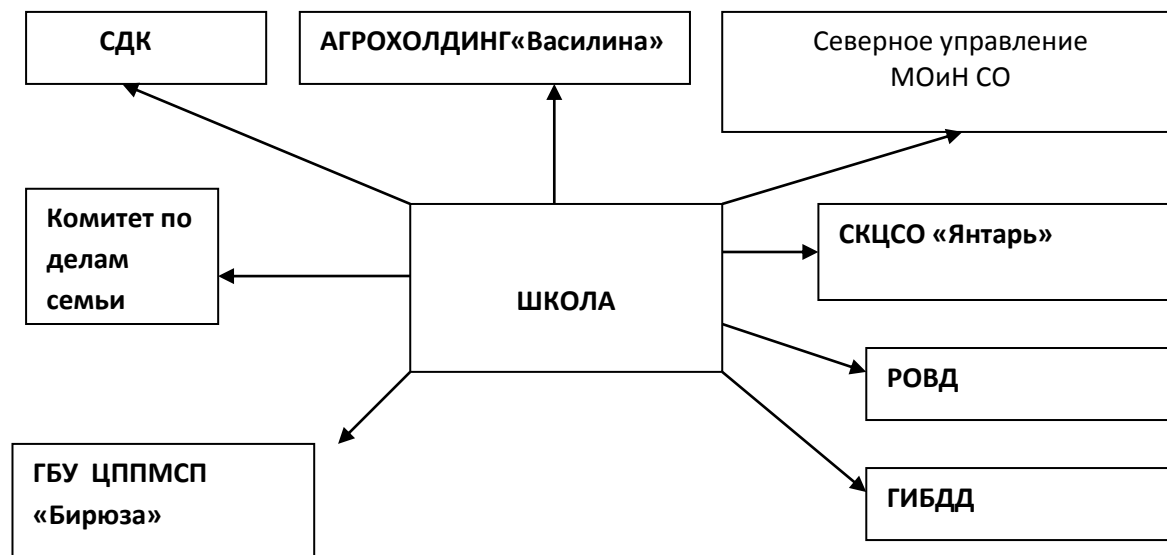 СДК
АГРОХОЛДИНГ«Василина»
Северное управление
МОиН СО
Комитет по
делам
семьи
ШКОЛА
СКЦСО «Янтарь»
РОВД
ГБУ ЦППМСП
«Бирюза»
ГИБДД